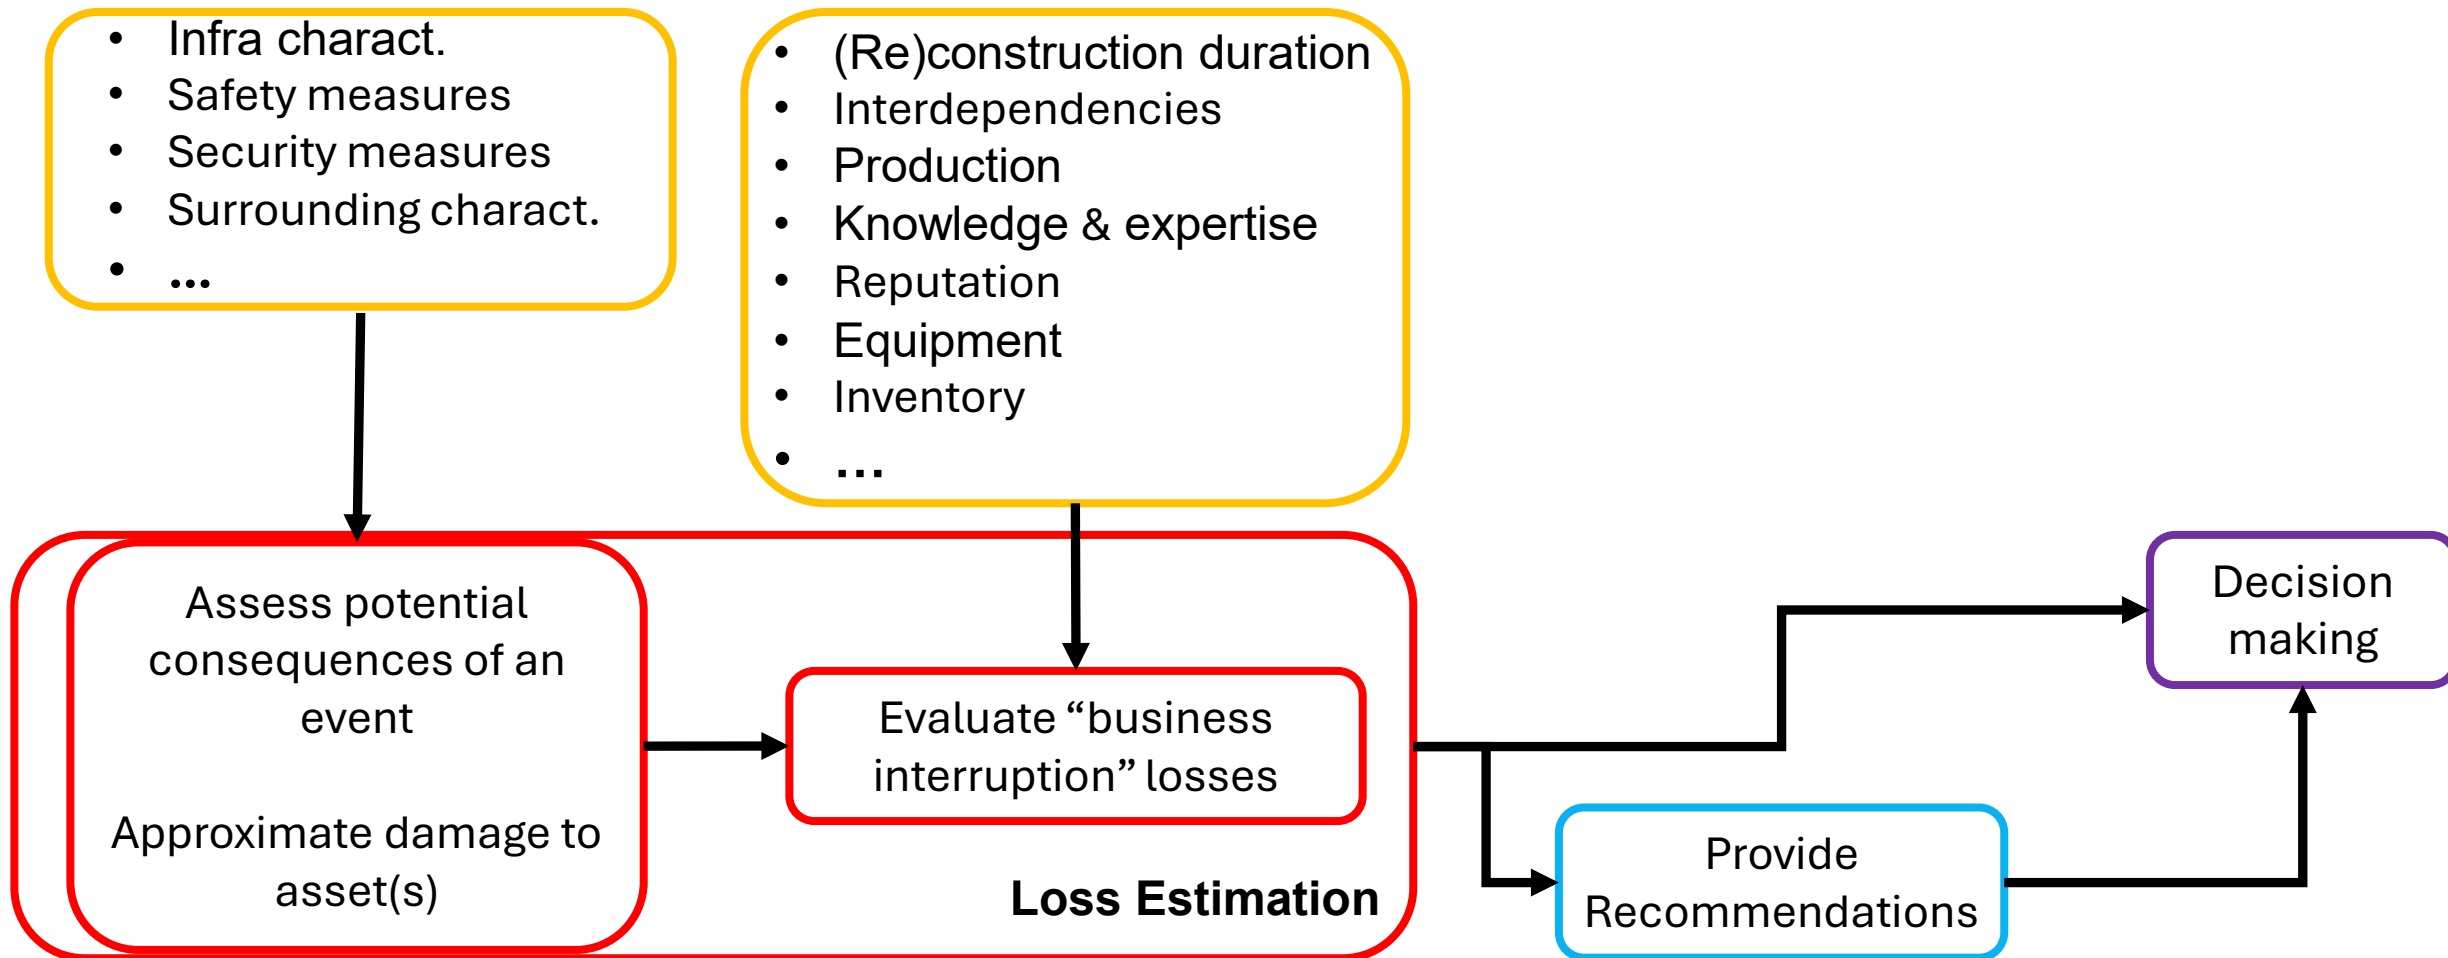 • Infra charact.
• Safety measures
• Security measures
• Surrounding charact.
• ...
• (Re)construction duration
• Interdependencies
• Production
• Knowledge & expertise
• Reputation
• Equipment
• Inventory
• ...
Assess potential
consequences of an
event
Approximate damage to
asset(s)
Evaluate “business
interruption” losses
Loss Estimation
Provide
Recommendations
Decision
making